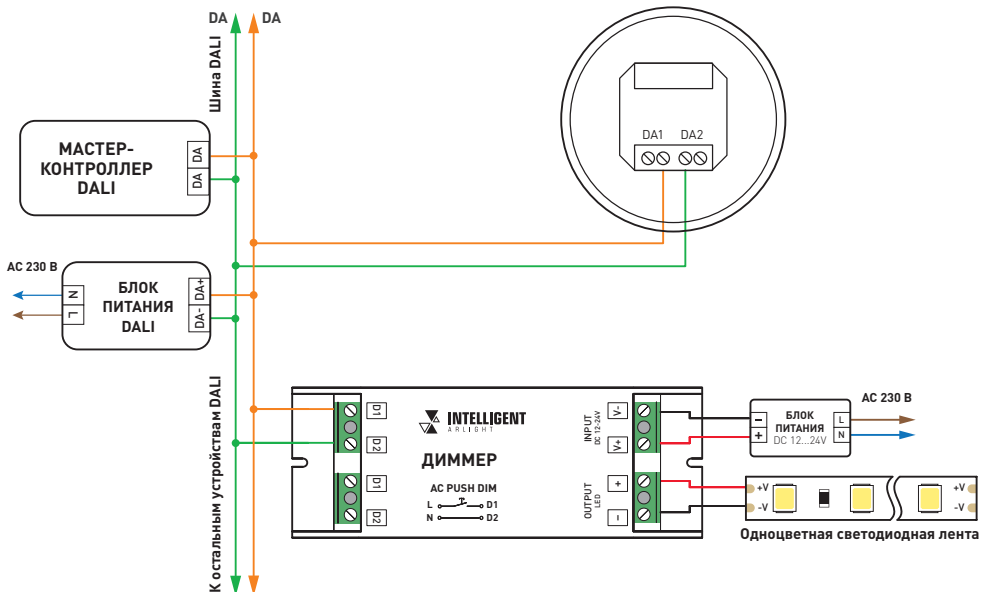 DA DA
Шина DALI
МАСТЕР-
КОНТРОЛЛЕР
DALI
DA
DA
DA1 DA2
AC 230 В
N
L
БЛОК
ПИТАНИЯ
DALI
DA+
DA-
К остальным устройствам DALI
D1
D2
D1
D2
INTELLIGENT
ARLIGHT
ДИММЕР
AC PUSH DIM
L D1
N D2
INPUT
DC 12-24V
V-
V+
OUTPUT
LED
+
-
–
+
БЛОК
ПИТАНИЯ
DC 12...24V
L
N
AC 230 В
+V
-V
+V
-V
Одноцветная светодиодная лента